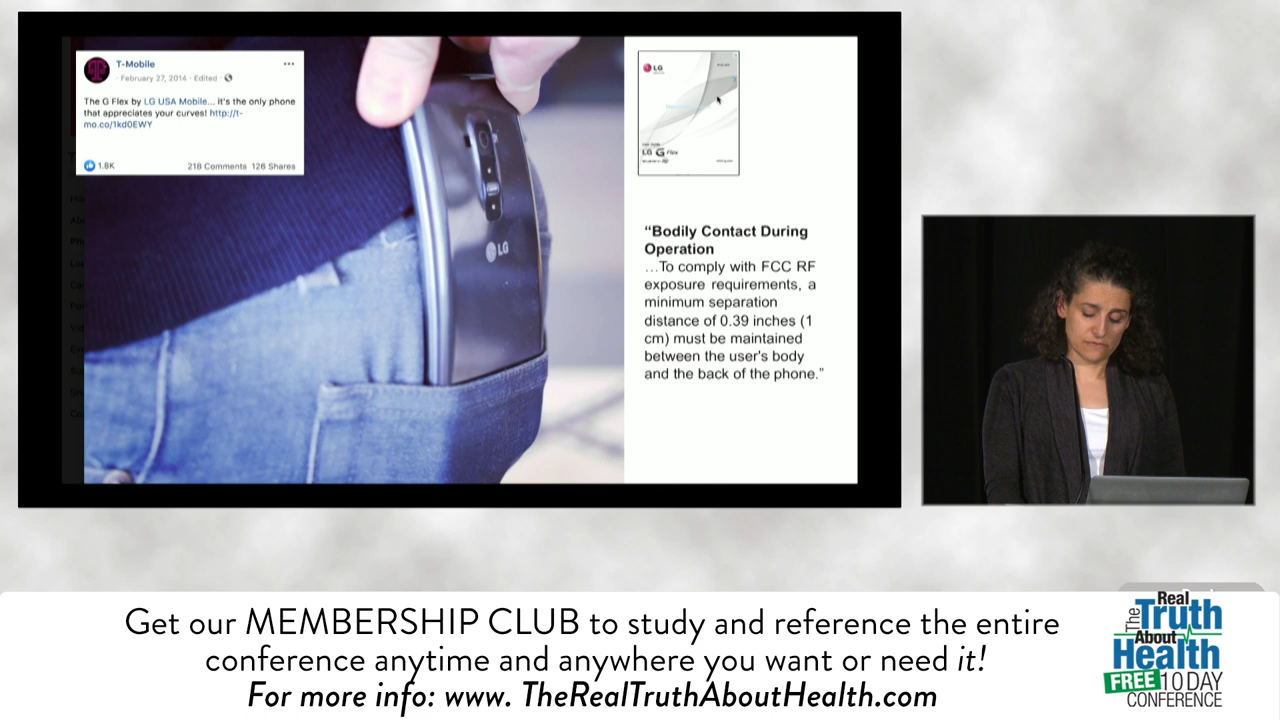 T-Mobile
· February 27, 2014 · Edited ·
The G Flex by LG USA Mobile... it's the only phone
that appreciates your curves! http://t-
mo.co/1kd0EWY
1.8K
218 Comments 126 Shares
LG
LG
LG G Flex
“Bodily Contact During
Operation
…To comply with FCC RF
exposure requirements, a
minimum separation
distance of 0.39 inches (1
cm) must be maintained
between the user's body
and the back of the phone.”
Get our MEMBERSHIP CLUB to study and reference the entire
conference anytime and anywhere you want or need it!
For more info: www. TheRealTruthAboutHealth.com
The Real
Truth
About
Health
FREE 10 DAY
CONFERENCE